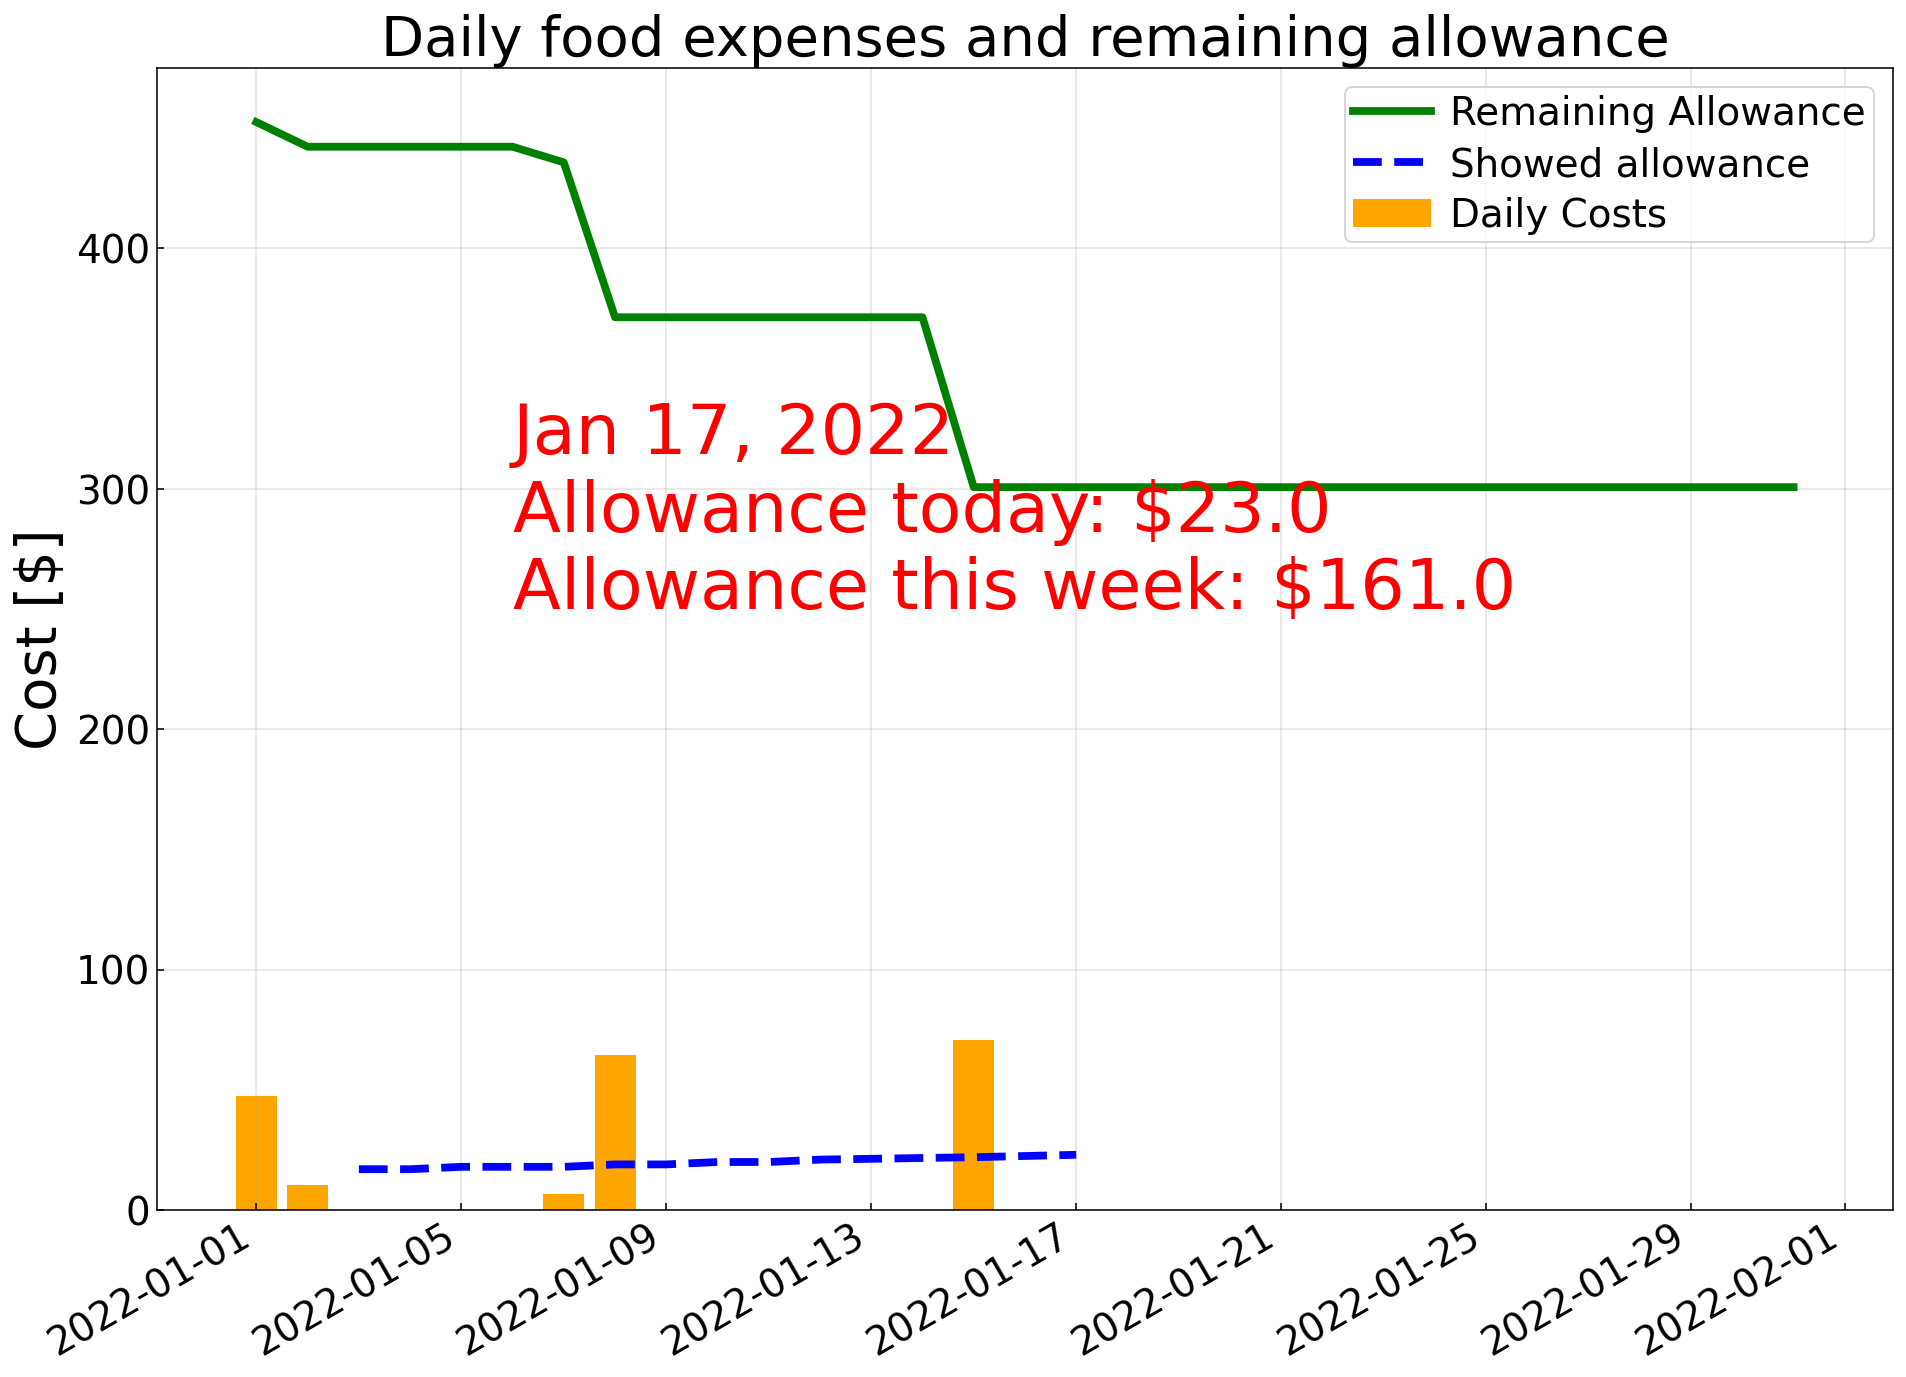 Daily food expenses and remaining allowance
Remaining Allowance
Showed allowance
Daily Costs
Jan 17, 2022
Allowance today: $23.0
Allowance this week: $161.0
Cost [$]
400
300
200
100
0
2022-01-01
2022-01-05
2022-01-09
2022-01-13
2022-01-17
2022-01-21
2022-01-25
2022-01-29
2022-02-01